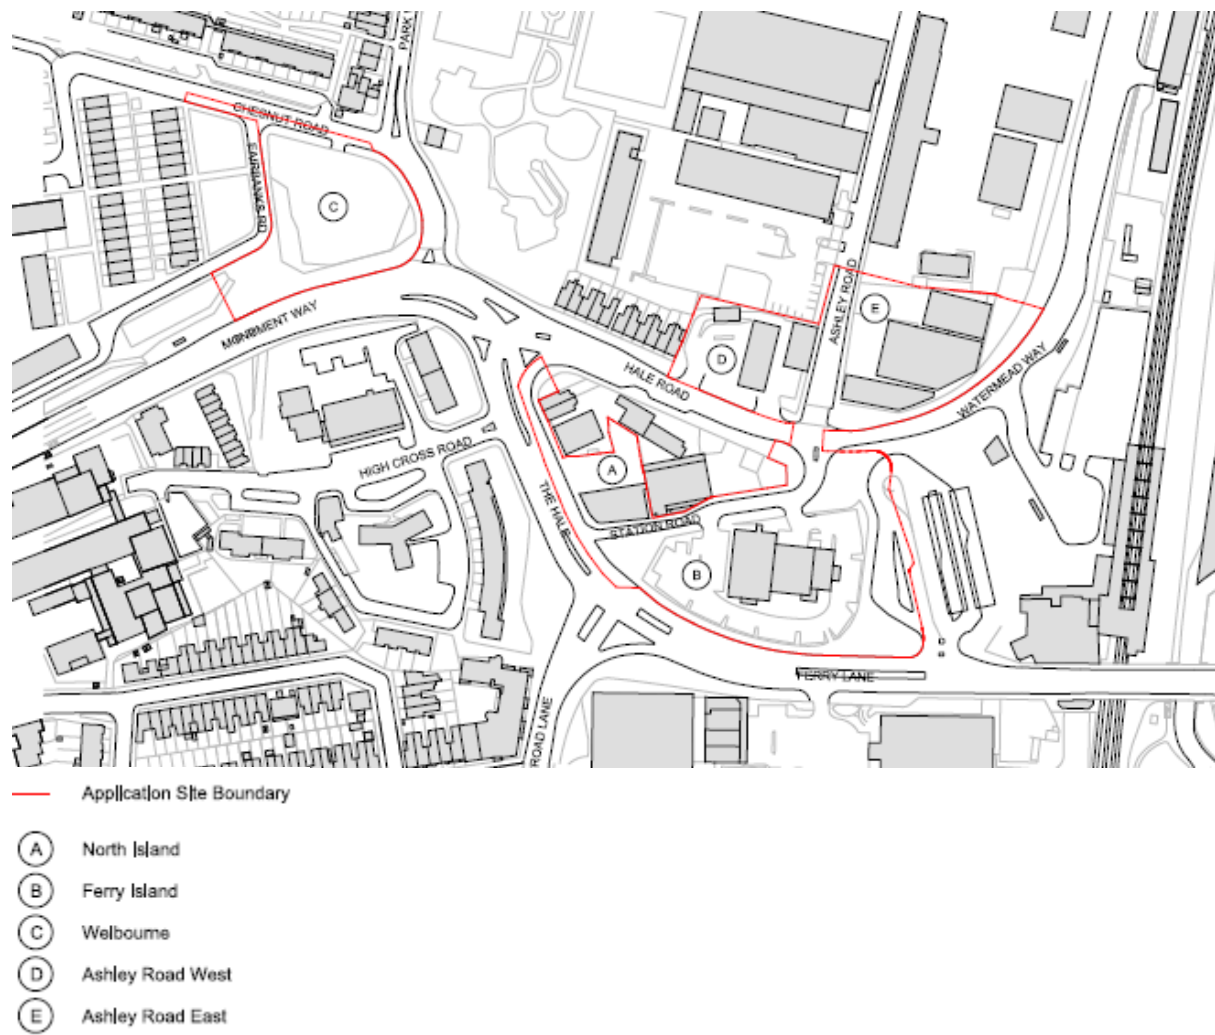 PARK
CHESNUT ROAD
FAIRBANKS RD
C
MONUMENT WAY
ASHLEY ROAD
E
D
HALE ROAD
WATERMEAD WAY
HIGH CROSS ROAD
A
THE HALE
STATION ROAD
B
FERRY LANE
ROAD LANE
Application Site Boundary
A North Island
B Ferry Island
C Welbourne
D Ashley Road West
E Ashley Road East